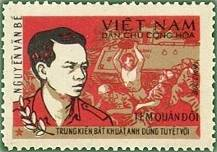 NGUYỄN VĂN BÉ
VIỆT NAM
DÂN CHỦ CỘNG HÒA
TEM QUÂN ĐỘI
TRUNG KIÊN BẤT KHUẤT ANH DŨNG TUYỆT VỜI